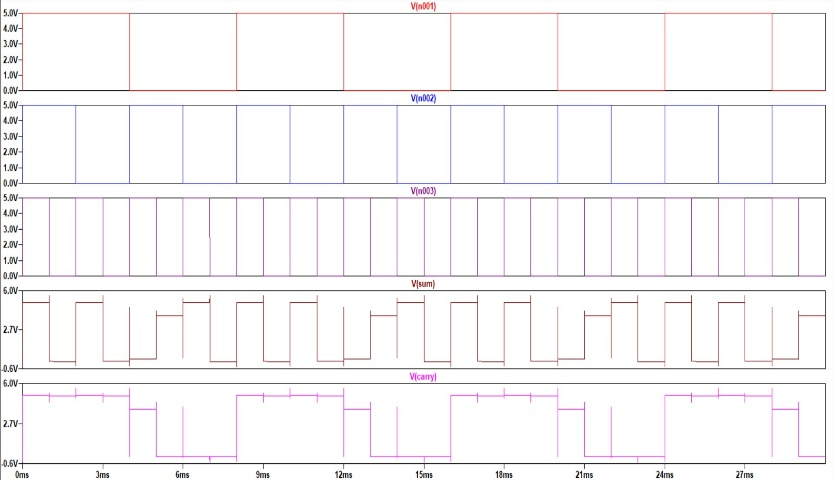 V(n001)
5.0V
4.0V
3.0V
2.0V
1.0V
0.0V
V(n002)
5.0V
4.0V
3.0V
2.0V
1.0V
0.0V
V(n003)
5.0V
4.0V
3.0V
2.0V
1.0V
0.0V
V(sum)
6.0V
2.7V
-0.6V
V(carry)
6.0V
2.7V
-0.6V
0ms 3ms 6ms 9ms 12ms 15ms 18ms 21ms 24ms 27ms